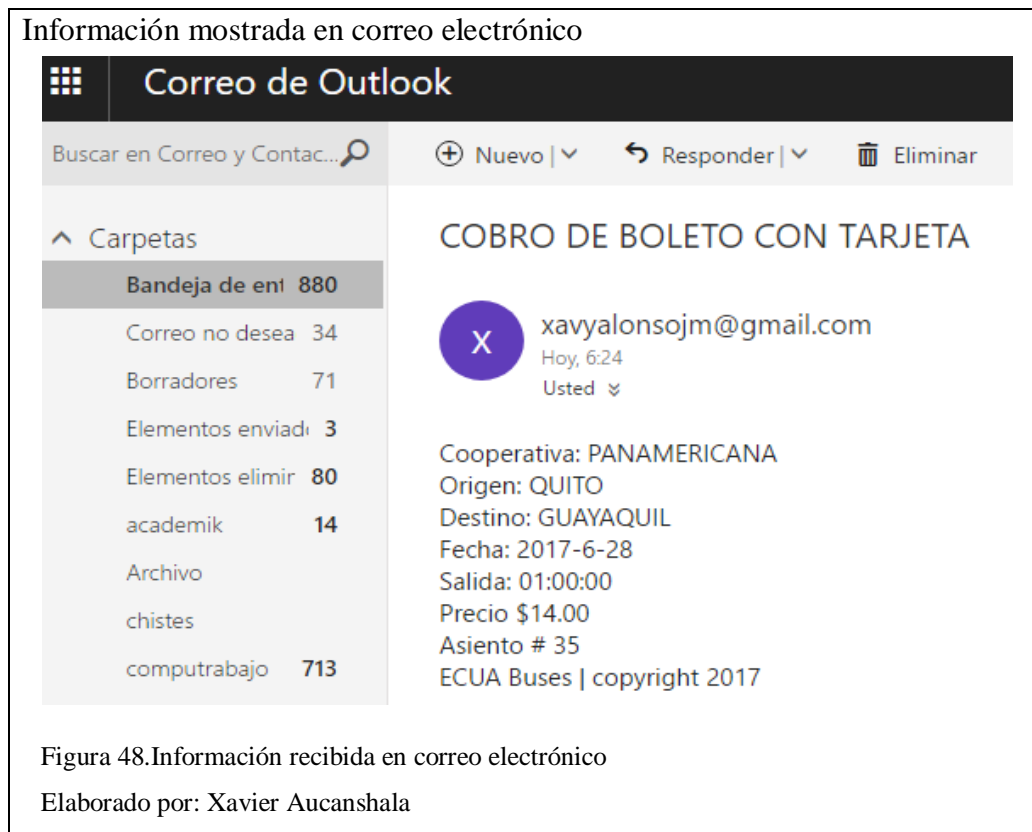 Información mostrada en correo electrónico
Correo de Outlook
Buscar en Correo y Contac...
Nuevo | Responder | Eliminar
Carpetas
Bandeja de ent 880
Correo no desea 34
Borradores 71
Elementos enviad 3
Elementos elimir 80
academik 14
Archivo
chistes
computrabajo 713
COBRO DE BOLETO CON TARJETA
X
xavyalonsojm@gmail.com
Hoy, 6:24
Usted
Cooperativa: PANAMERICANA
Origen: QUITO
Destino: GUAYAQUIL
Fecha: 2017-6-28
Salida: 01:00:00
Precio $14.00
Asiento # 35
ECUA Buses | copyright 2017
Figura 48.Información recibida en correo electrónico
Elaborado por: Xavier Aucanshala